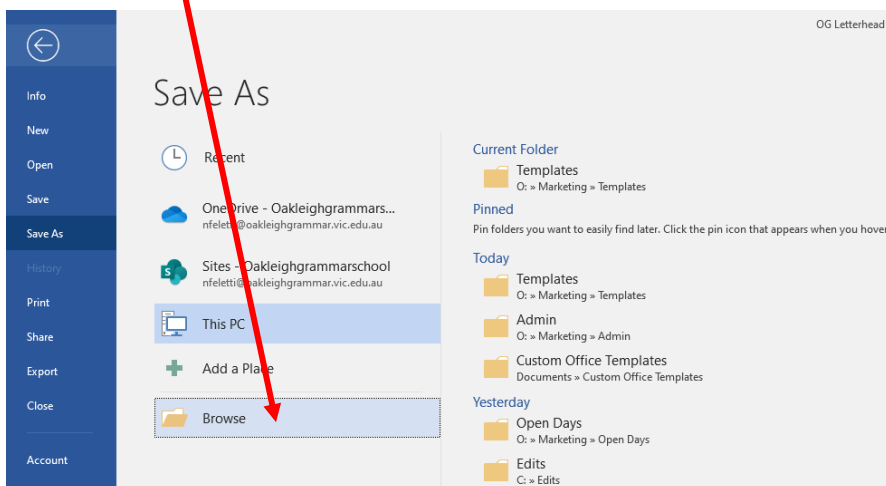 OG Letterhead
Info
New
Open
Save
Save As
History
Print
Share
Export
Close
Account
Save As
Recent
OneDrive - Oakleighgrammars...
nfeletti@oakleighgrammar.vic.edu.au
Sites - Oakleighgrammarschool
nfeletti@oakleighgrammar.vic.edu.au
This PC
Add a Place
Browse
Current Folder
Templates
O: » Marketing » Templates
Pinned
Pin folders you want to easily find later. Click the pin icon that appears when you hover
Today
Templates
O: » Marketing » Templates
Admin
O: » Marketing » Admin
Custom Office Templates
Documents » Custom Office Templates
Yesterday
Open Days
O: » Marketing » Open Days
Edits
C: » Edits